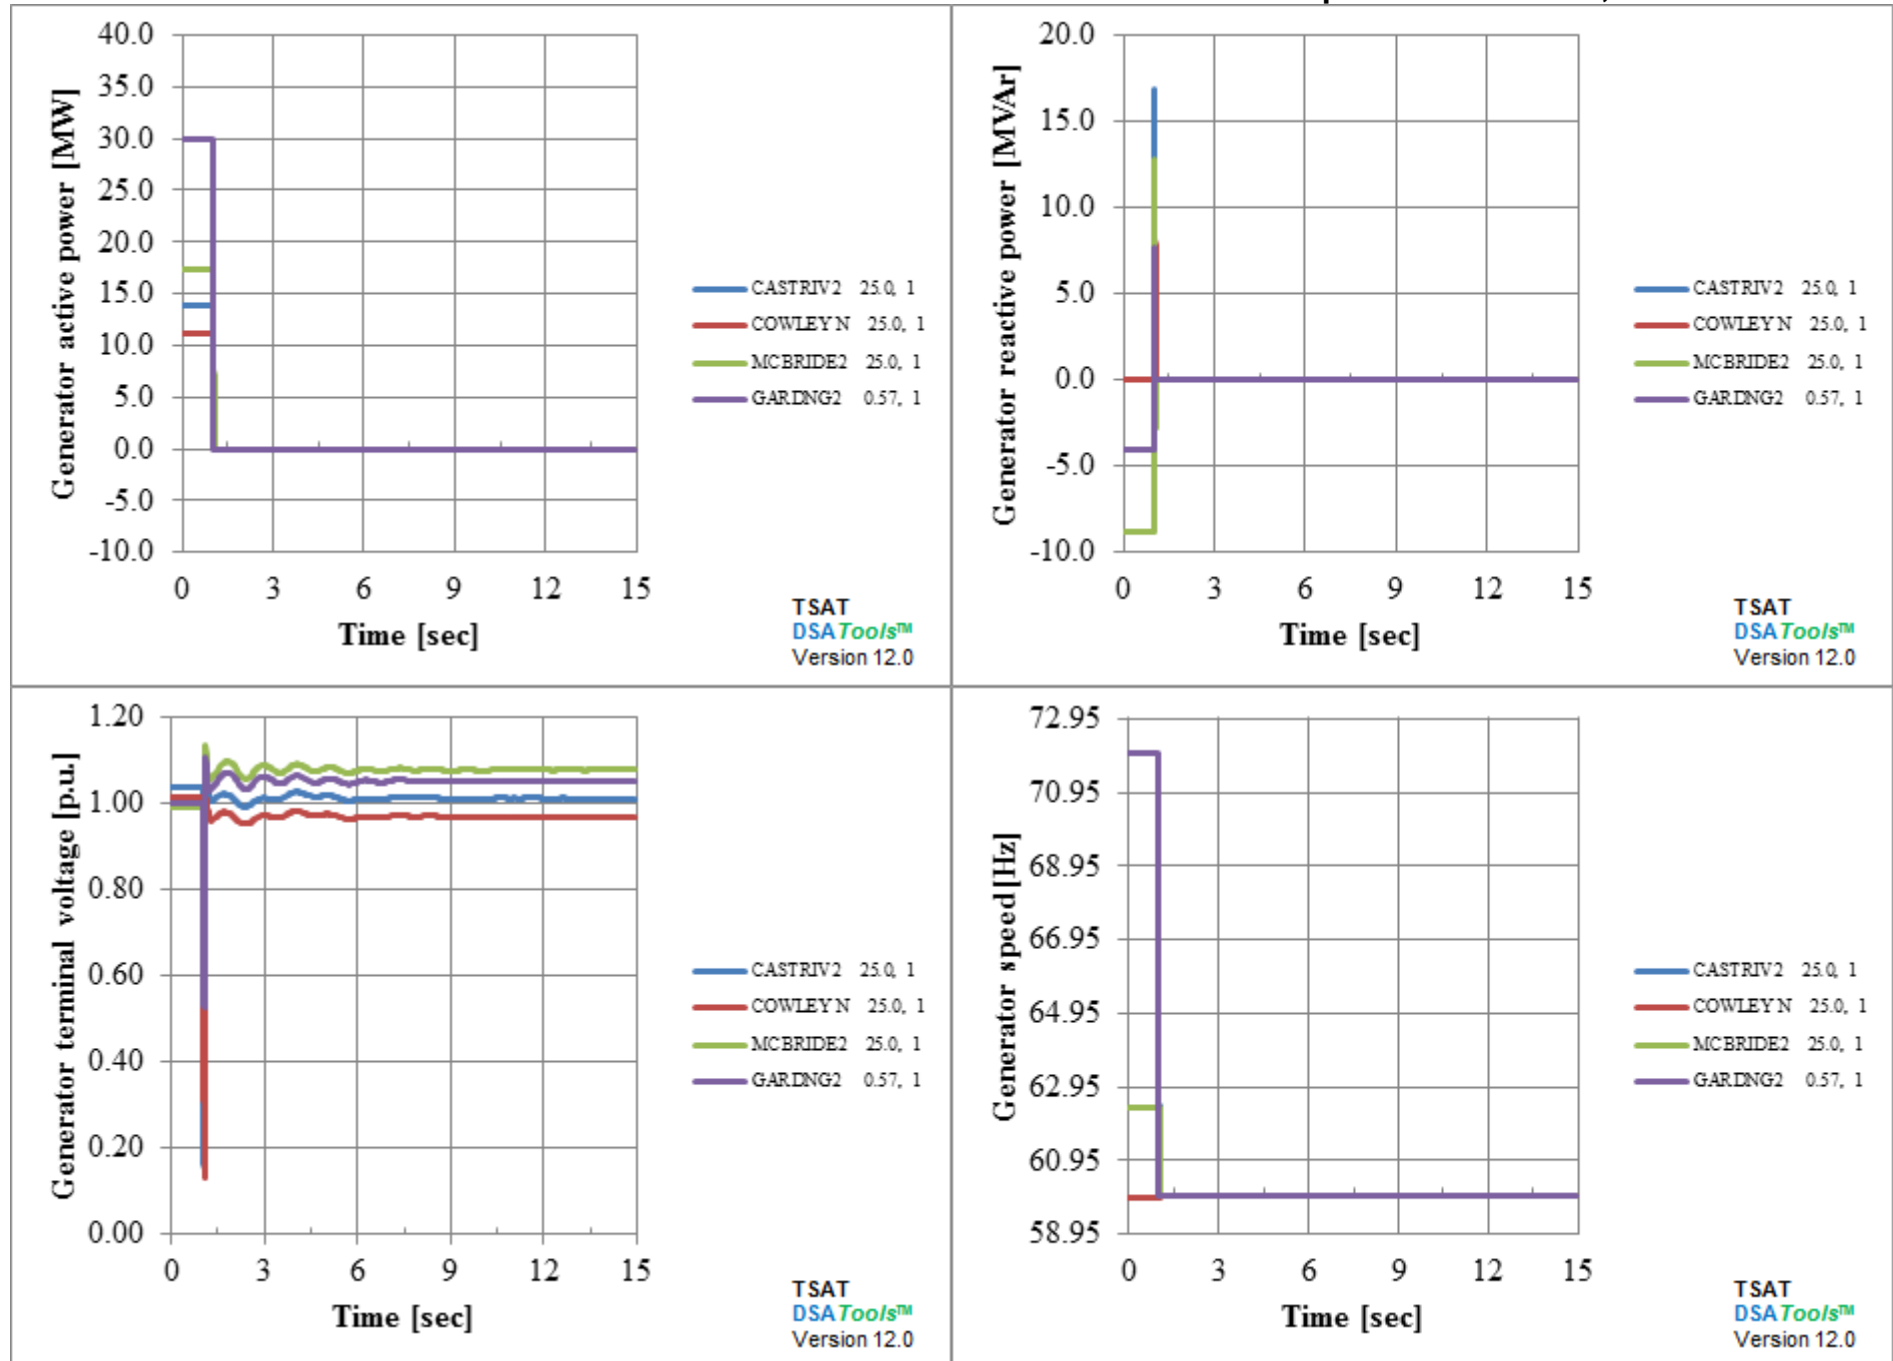 Generator active power [MW]
40.0
35.0
30.0
25.0
20.0
15.0
10.0
5.0
0.0
-5.0
-10.0
0 3 6 9 12 15
Time [sec]
CASTRIV2 25.0, 1
COWLEY N 25.0, 1
MCBRIDE2 25.0, 1
GARDNG2 0.57, 1
TSAT
DSATools™
Version 12.0
Generator reactive power [MVAr]
20.0
15.0
10.0
5.0
0.0
-5.0
-10.0
0 3 6 9 12 15
Time [sec]
CASTRIV2 25.0, 1
COWLEY N 25.0, 1
MCBRIDE2 25.0, 1
GARDNG2 0.57, 1
TSAT
DSATools™
Version 12.0
Generator terminal voltage [p.u.]
1.20
1.00
0.80
0.60
0.40
0.20
0.00
0 3 6 9 12 15
Time [sec]
CASTRIV2 25.0, 1
COWLEY N 25.0, 1
MCBRIDE2 25.0, 1
GARDNG2 0.57, 1
TSAT
DSATools™
Version 12.0
Generator speed[Hz]
72.95
70.95
68.95
66.95
64.95
62.95
60.95
58.95
0 3 6 9 12 15
Time [sec]
CASTRIV2 25.0, 1
COWLEY N 25.0, 1
MCBRIDE2 25.0, 1
GARDNG2 0.57, 1
TSAT
DSATools™
Version 12.0